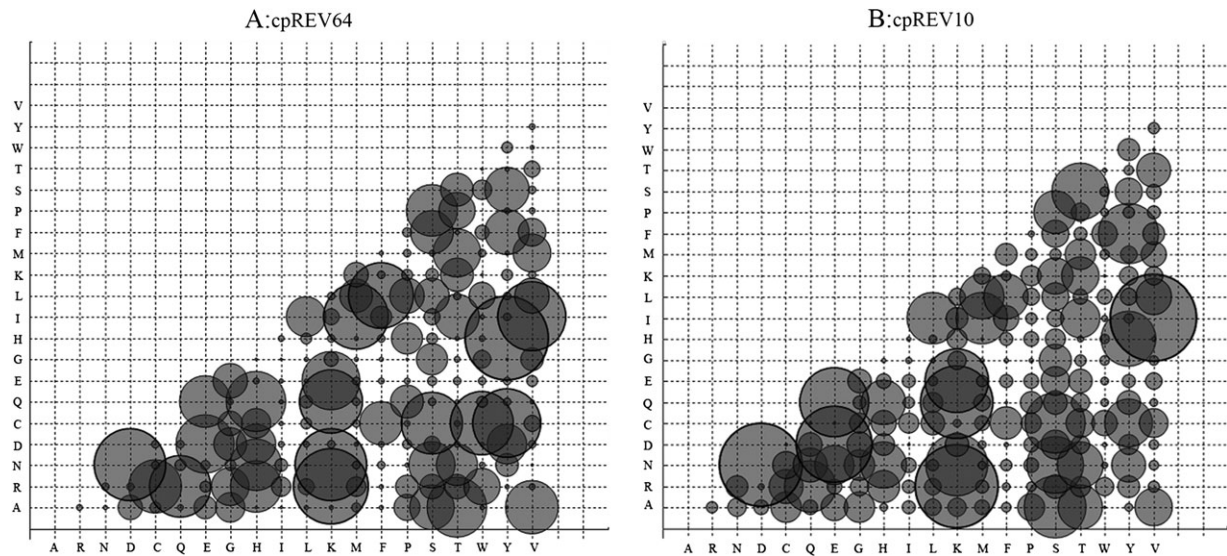 A:cpREV64
V
Y
W
T
S
P
F
M
K
L
I
H
G
E
Q
C
D
N
R
A
A R N D C Q E G H I L K M F P S T W Y V
B:cpREV10
V
Y
W
T
S
P
F
M
K
L
I
H
G
E
Q
C
D
N
R
A
A R N D C Q E G H I L K M F P S T W Y V